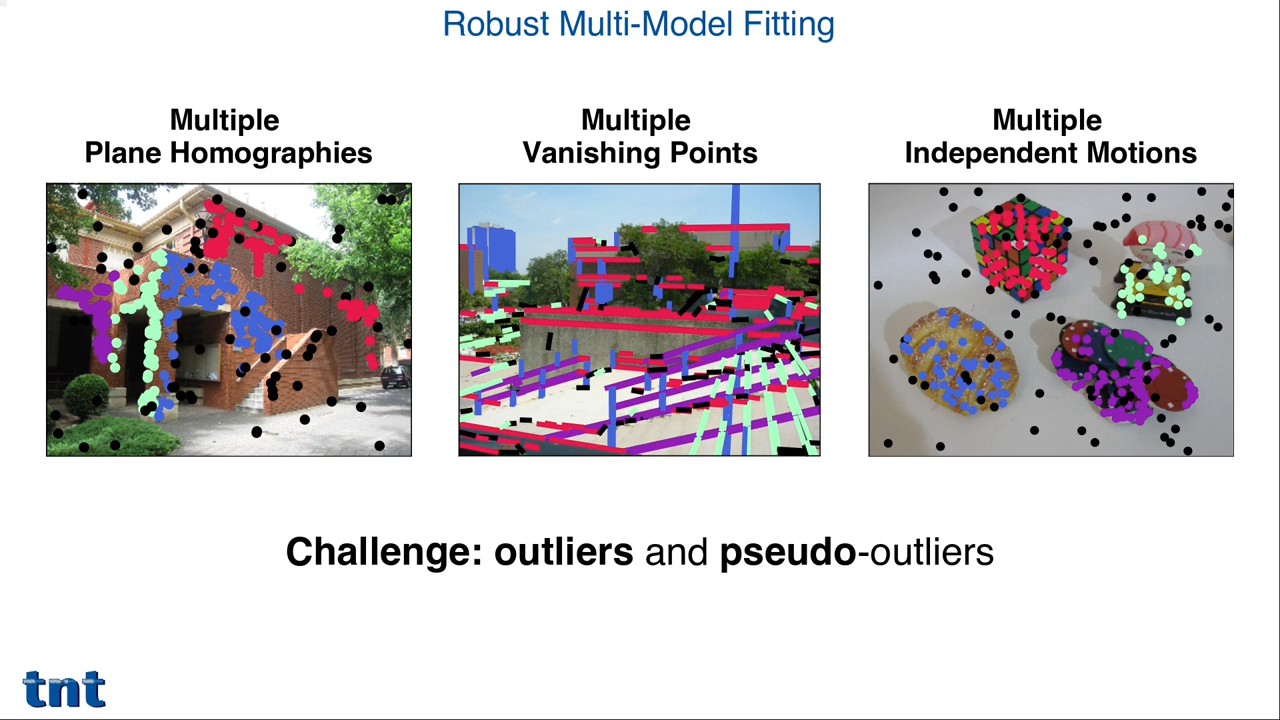 Robust Multi-Model Fitting
Multiple
Plane Homographies
Multiple
Vanishing Points
Multiple
Independent Motions
Challenge: outliers and pseudo-outliers
tnt